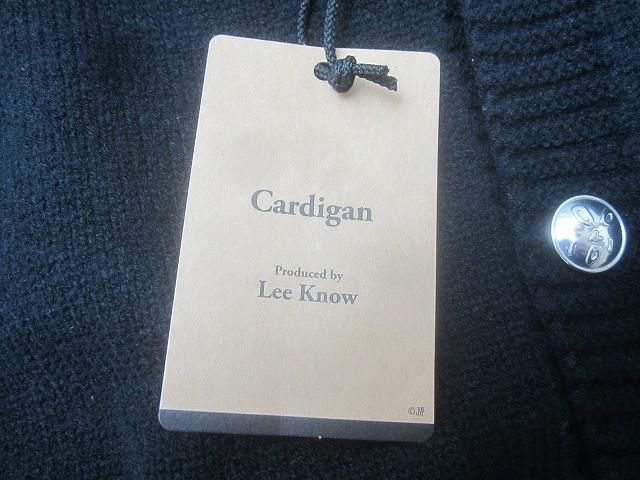 Cardigan
Produced by
Lee Know